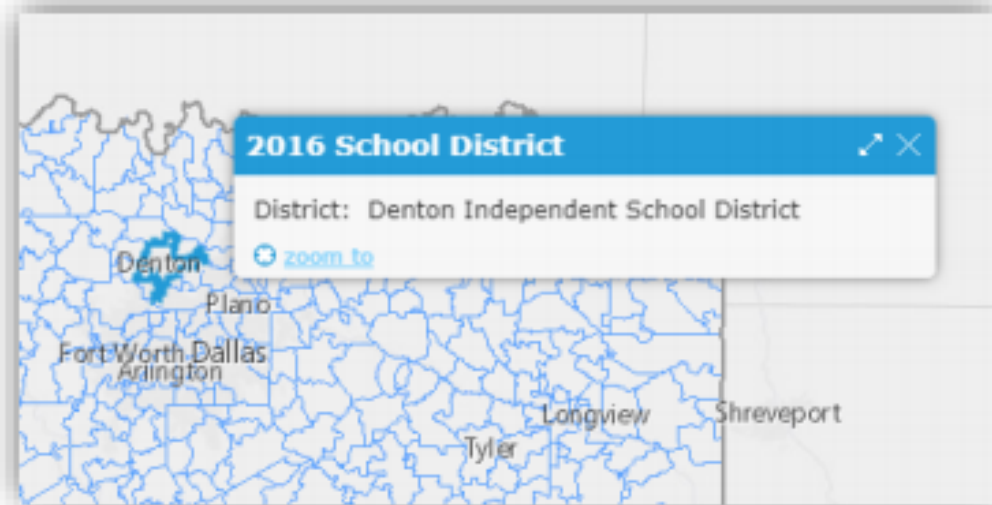 2016 School District
District: Denton Independent School District
zoom to
Denton
Plano
Fort Worth Dallas
Arlington
Longview
Shreveport
Tyler